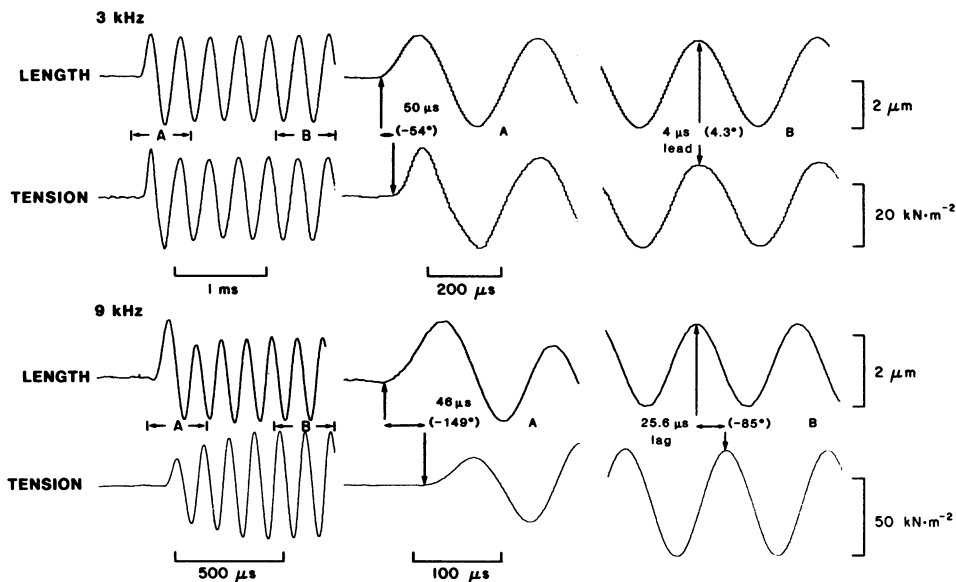 3 kHz
LENGTH
A
B
50 μs
(−54°)
A
4 μs (4.3°)
lead
B
2 μm
TENSION
20 kN·m⁻²
1 ms
200 μs
9 kHz
LENGTH
A
B
46 μs
(−149°)
A
25.6 μs (−85°)
lag
B
2 μm
TENSION
50 kN·m⁻²
500 μs
100 μs